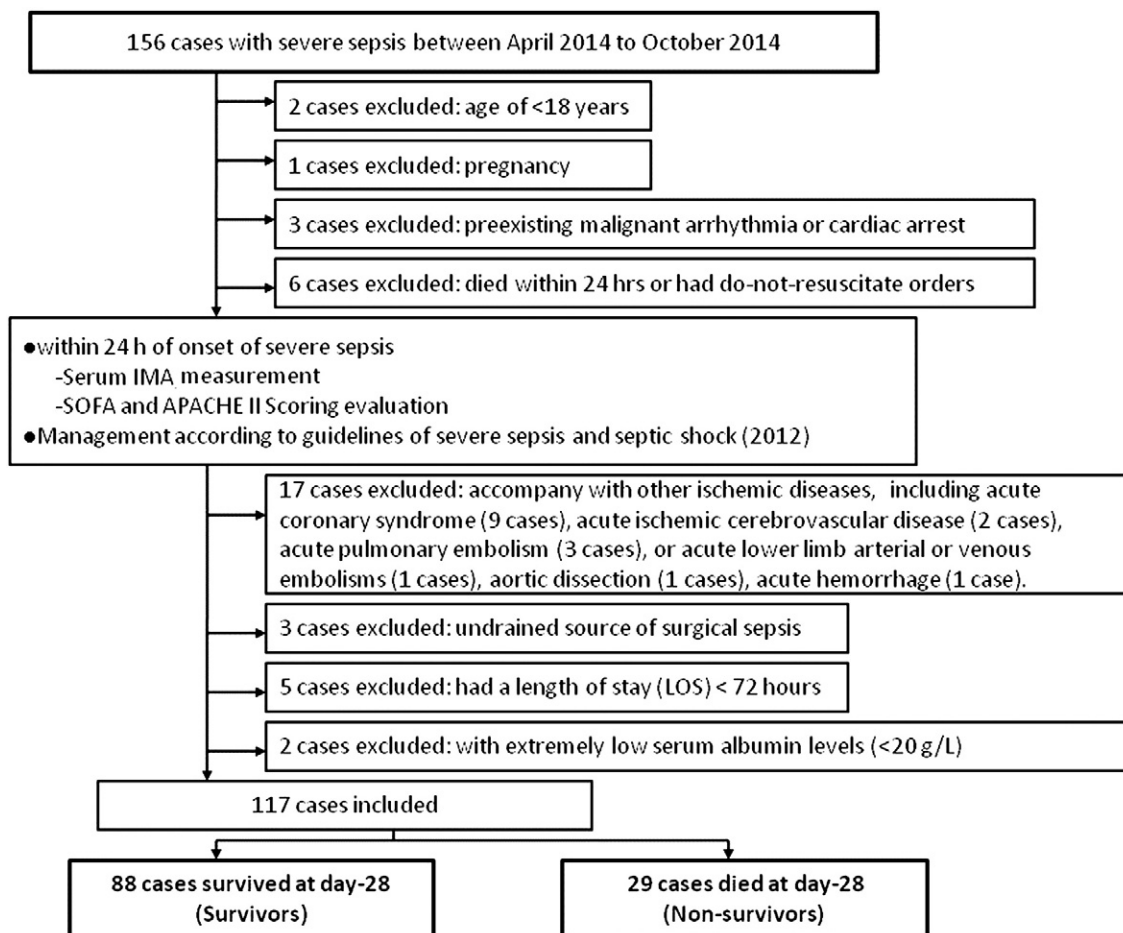 156 cases with severe sepsis between April 2014 to October 2014
2 cases excluded: age of <18 years
1 cases excluded: pregnancy
3 cases excluded: preexisting malignant arrhythmia or cardiac arrest
6 cases excluded: died within 24 hrs or had do-not-resuscitate orders
●within 24 h of onset of severe sepsis
-Serum IMA measurement
-SOFA and APACHE II Scoring evaluation
●Management according to guidelines of severe sepsis and septic shock (2012)
17 cases excluded: accompany with other ischemic diseases, including acute
coronary syndrome (9 cases), acute ischemic cerebrovascular disease (2 cases),
acute pulmonary embolism (3 cases), or acute lower limb arterial or venous
embolisms (1 cases), aortic dissection (1 cases), acute hemorrhage (1 case).
3 cases excluded: undrained source of surgical sepsis
5 cases excluded: had a length of stay (LOS) < 72 hours
2 cases excluded: with extremely low serum albumin levels (<20 g/L)
117 cases included
88 cases survived at day-28
(Survivors)
29 cases died at day-28
(Non-survivors)